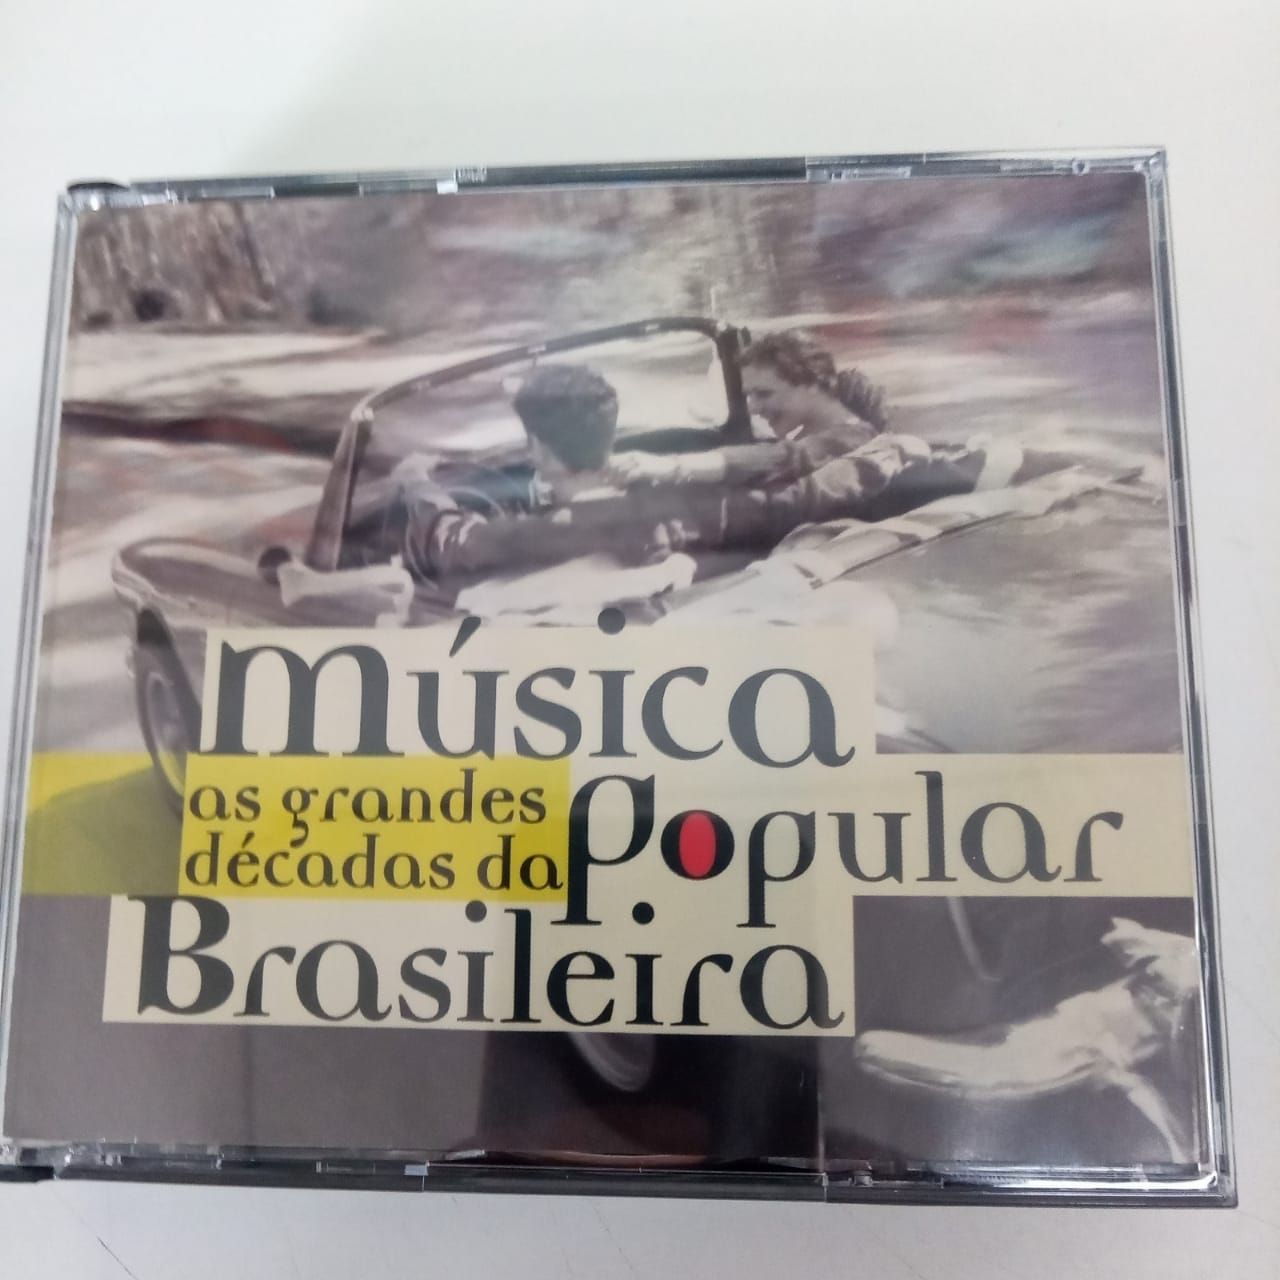 Música
as grandes
décadas da
Popular
Brasileira